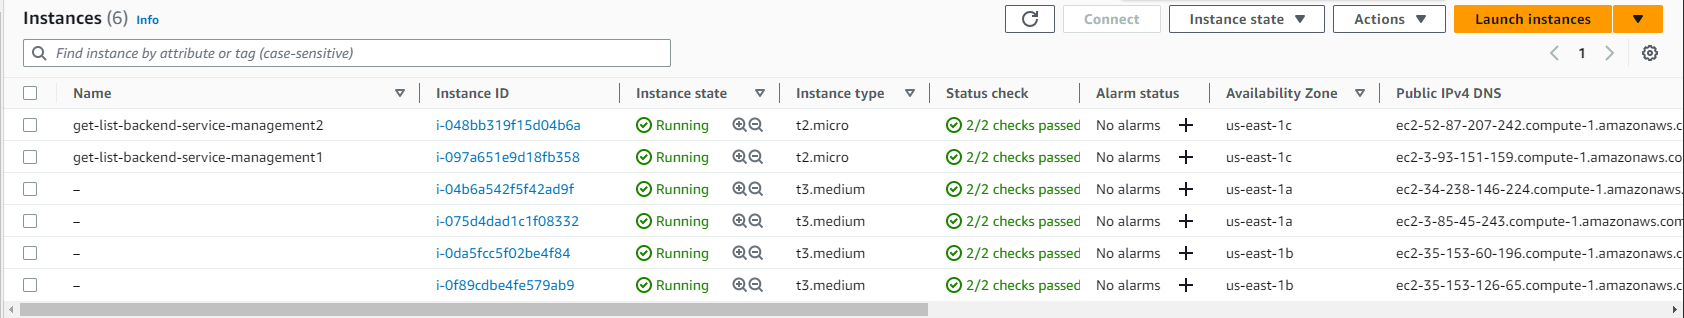 Instances (6) Info Connect Instance state Actions Launch instances
Find instance by attribute or tag (case-sensitive) 1
Name Instance ID Instance state Instance type Status check Alarm status Availability Zone Public IPv4 DNS
get-list-backend-service-management2 i-048bb319f15d04b6a Running t2.micro 2/2 checks passed No alarms + us-east-1c ec2-52-87-207-242.compute-1.amazonaws.c
get-list-backend-service-management1 i-097a651e9d18fb358 Running t2.micro 2/2 checks passed No alarms + us-east-1c ec2-3-93-151-159.compute-1.amazonaws.co
– i-04b6a542f5f42ad9f Running t3.medium 2/2 checks passed No alarms + us-east-1a ec2-34-238-146-224.compute-1.amazonaws.
– i-075d4dad1c1f08332 Running t3.medium 2/2 checks passed No alarms + us-east-1a ec2-3-85-45-243.compute-1.amazonaws.com
– i-0da5fcc5f02be4f84 Running t3.medium 2/2 checks passed No alarms + us-east-1b ec2-35-153-60-196.compute-1.amazonaws.co
– i-0f89cdbe4fe579ab9 Running t3.medium 2/2 checks passed No alarms + us-east-1b ec2-35-153-126-65.compute-1.amazonaws.co